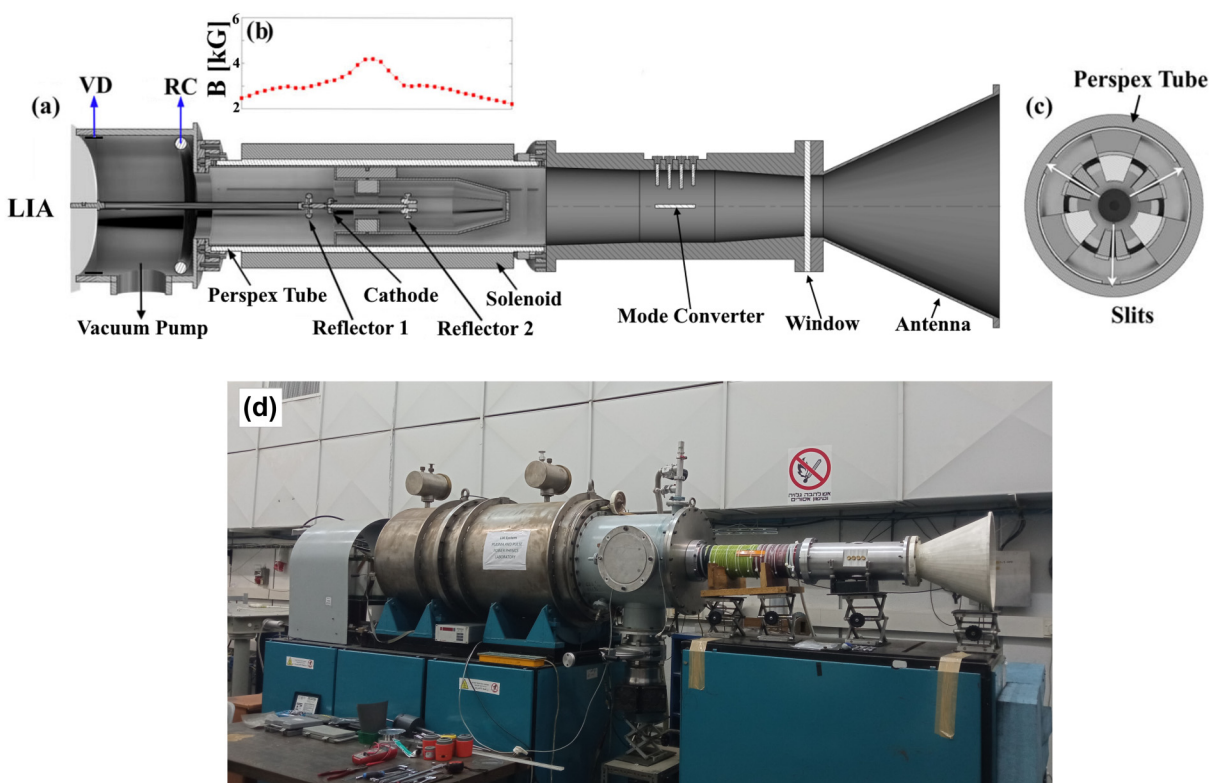 (a)
VD
RC
B [kG]
6
4
2
(b)
(c)
Perspex Tube
LIA
Perspex Tube
Cathode
Solenoid
Vacuum Pump
Reflector 1
Reflector 2
Mode Converter
Window
Antenna
Slits
(d)